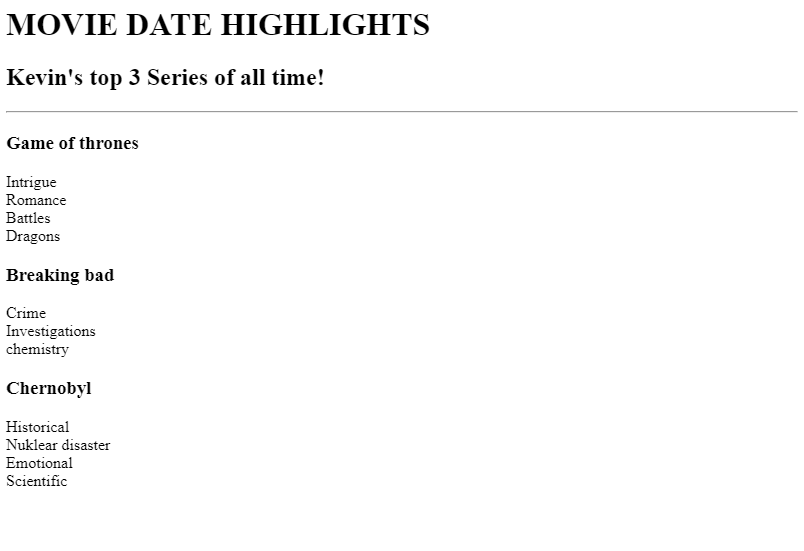 MOVIE DATE HIGHLIGHTS
Kevin's top 3 Series of all time!
Game of thrones
Intrigue
Romance
Battles
Dragons
Breaking bad
Crime
Investigations
chemistry
Chernobyl
Historical
Nuklear disaster
Emotional
Scientific